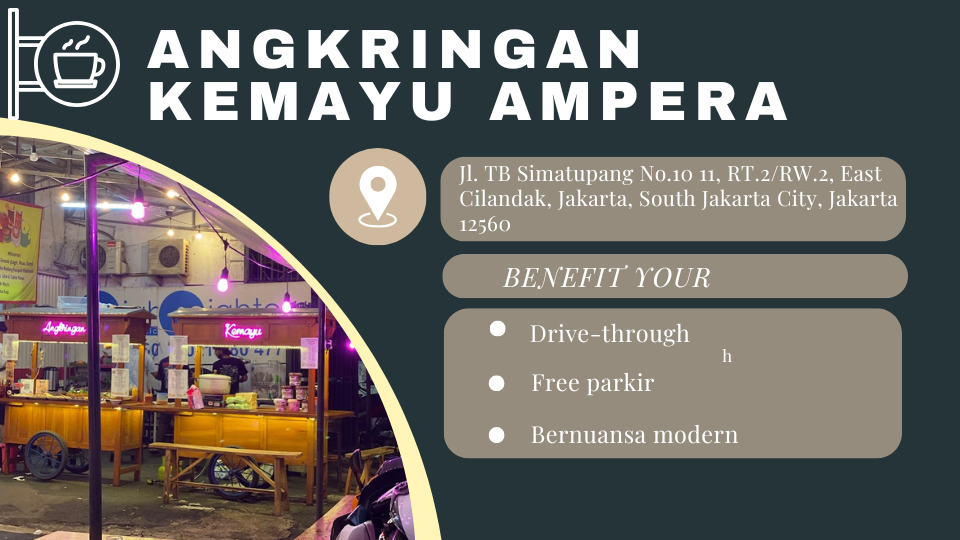 ANGKRINGAN
KEMAYU AMPERA
Jl. TB Simatupang No.10 11, RT.2/RW.2, East
Cilandak, Jakarta, South Jakarta City, Jakarta
12560
BENEFIT YOUR
Drive-through
h
Free parkir
Bernuansa modern
Angkringan
Kemayu